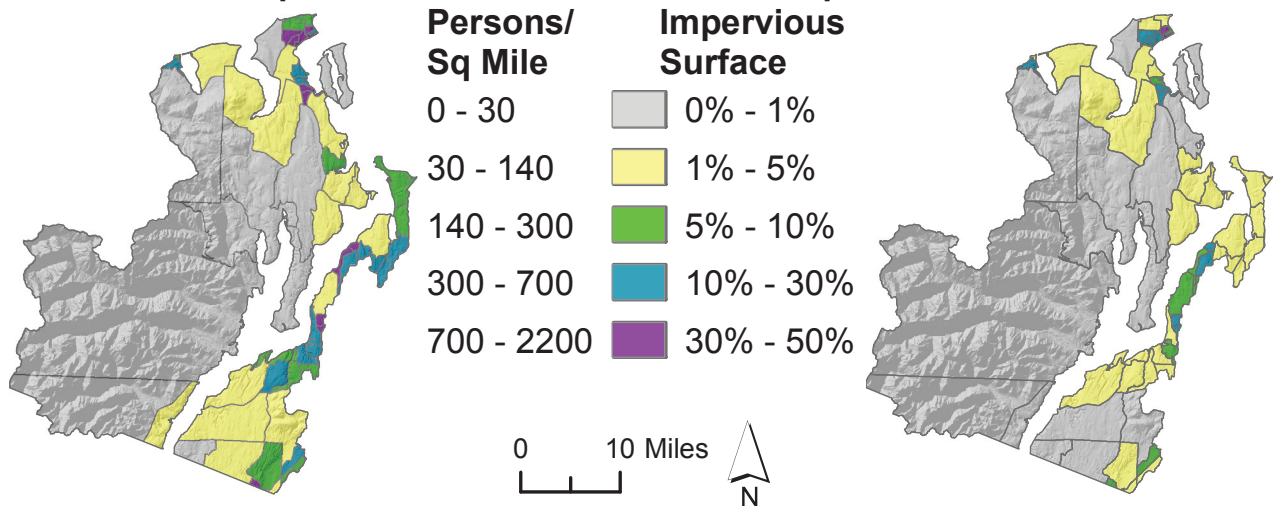 Persons/ Impervious
Sq Mile Surface
0 - 30 0% - 1%
30 - 140 1% - 5%
140 - 300 5% - 10%
300 - 700 10% - 30%
700 - 2200 30% - 50%
0 10 Miles
N